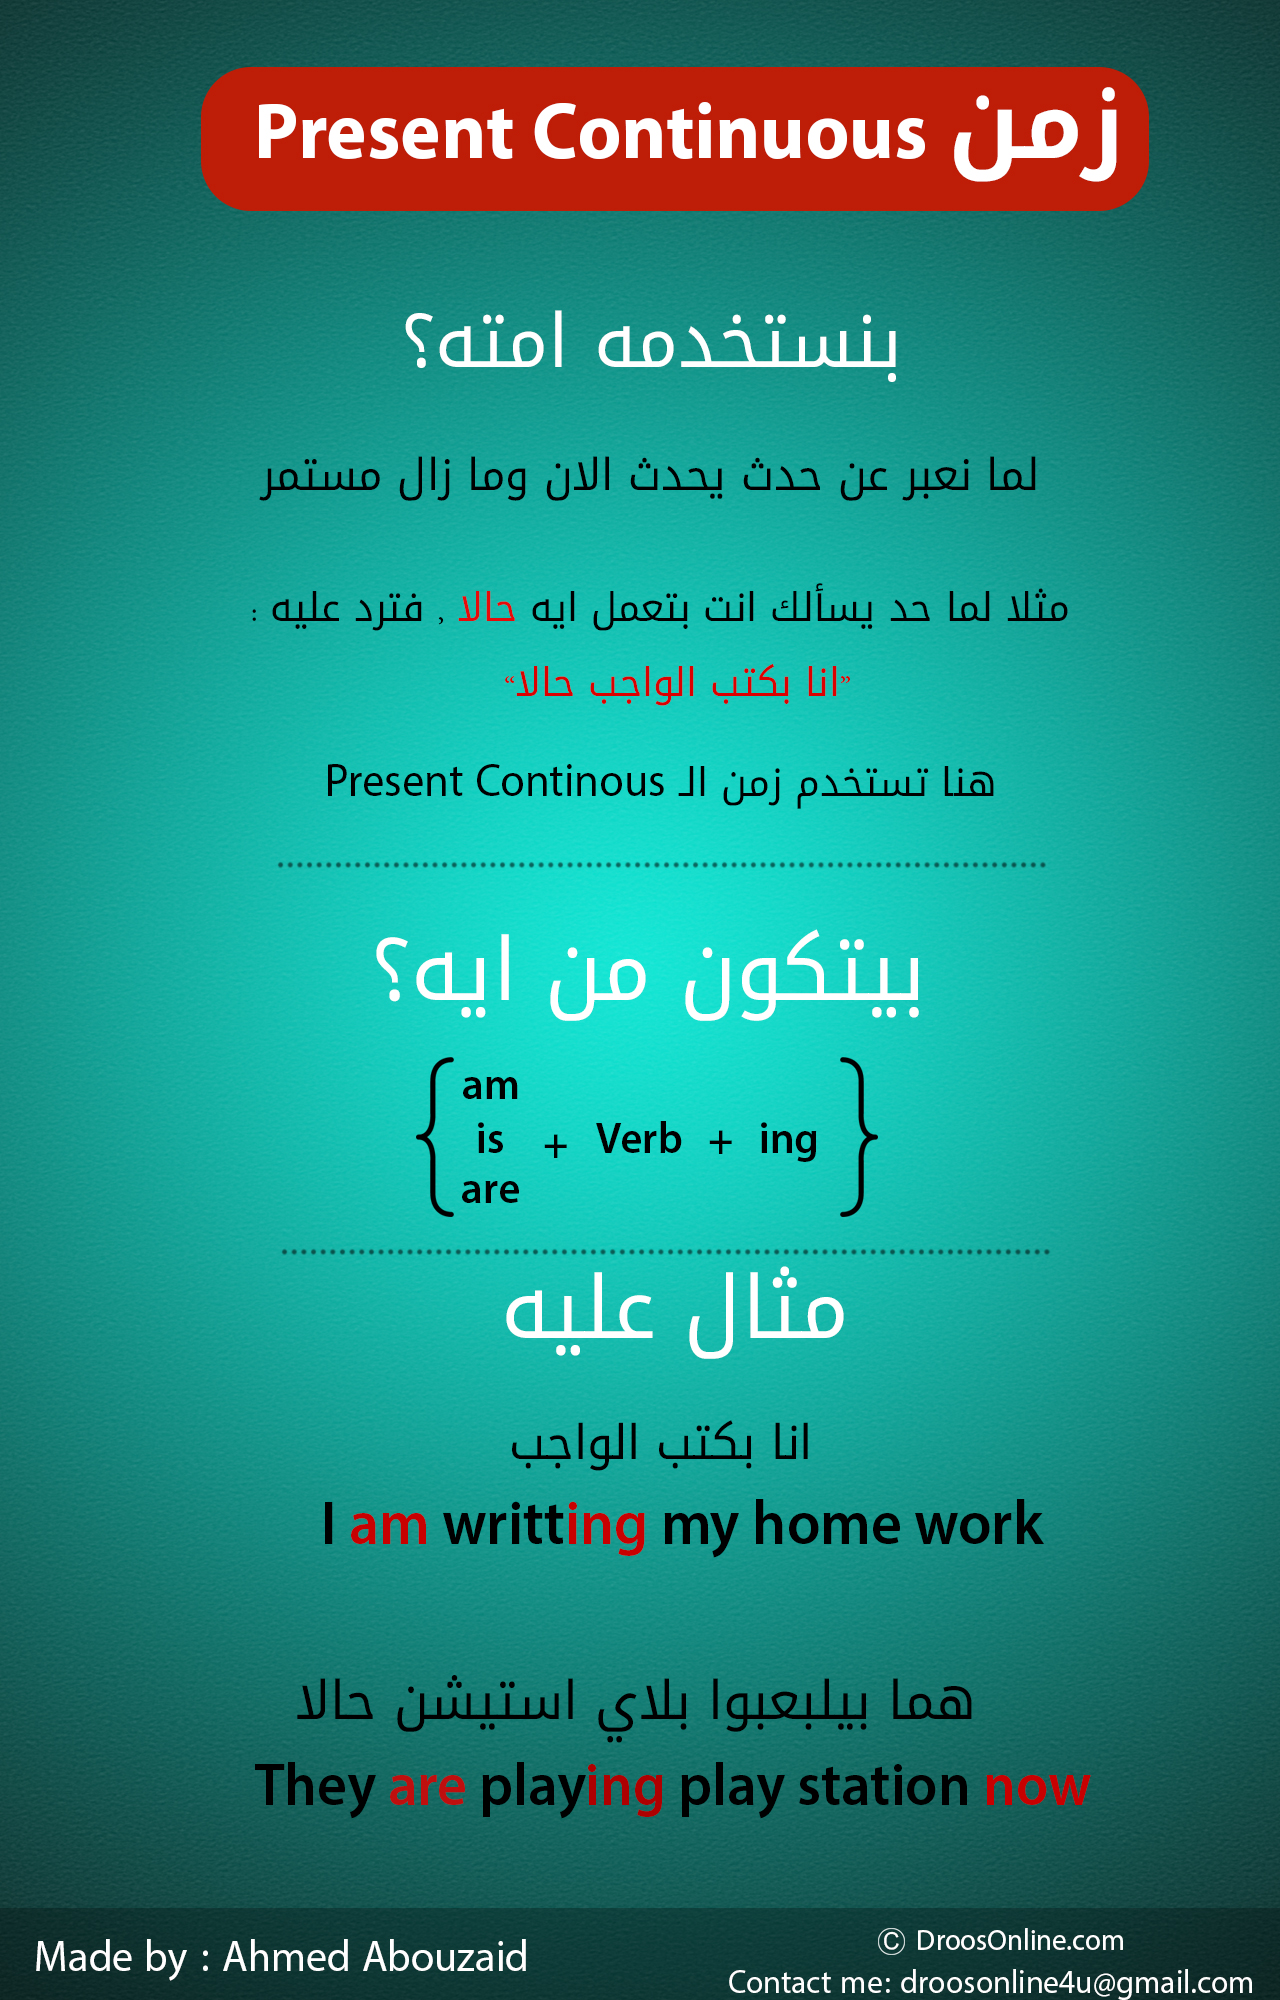 زمن Present Continuous
بنستخدمه امته؟
لما نعبر عن حدث يحدث الان وما زال مستمر
مثلا لما حد يسألك انت بتعمل ايه حالا , فترد عليه :
”انا بكتب الواجب حالا“
هنا تستخدم زمن الـ Present Continous
بيتكون من ايه؟
am
is + Verb + ing
are
مثال عليه
انا بكتب الواجب
I am writting my home work
هما بيلبعبوا بلاي استيشن حالا
They are playing play station now
Made by : Ahmed Abouzaid
© DroosOnline.com
Contact me: droosonline4u@gmail.com